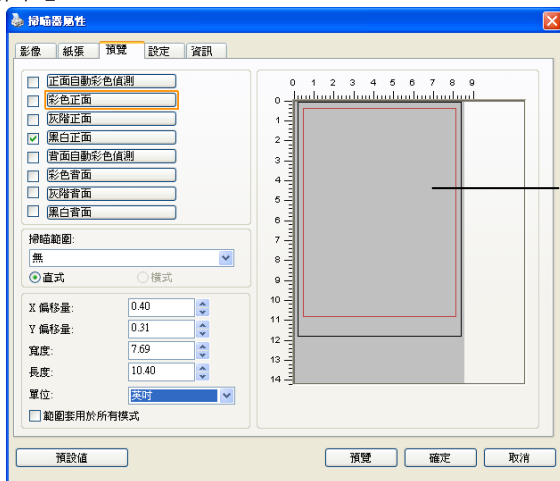 掃瞄器屬性
影像 紙張 預覽 設定 資訊
正面自動彩色偵測
彩色正面
灰階正面
黑白正面
背面自動彩色偵測
彩色背面
灰階背面
黑白背面
掃瞄範圍:
無
直式 橫式
X 偏移量: 0.40
Y 偏移量: 0.31
寬度: 7.69
長度: 10.40
單位: 英吋
範圍套用於所有模式
0 1 2 3 4 5 6 7 8 9
0
1
2
3
4
5
6
7
8
9
10
11
12
13
14
預設值 預覽 確定 取消